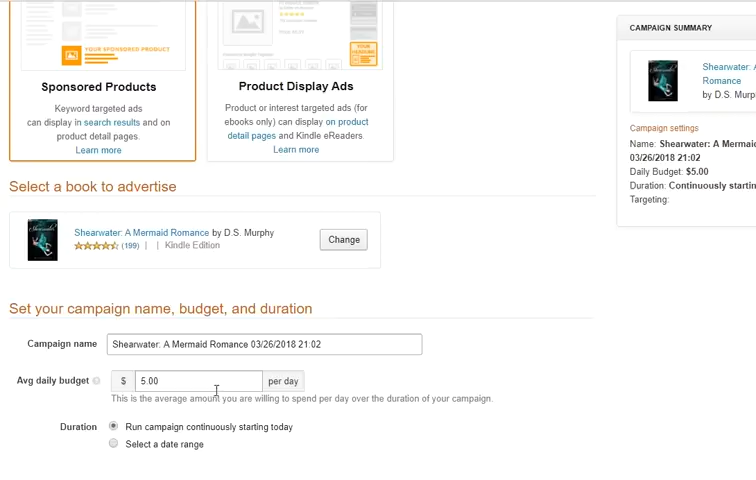 YOUR SPONSORED PRODUCT
Sponsored Products
Keyword targeted ads
can display in search results and on
product detail pages.
Learn more
Product Display Ads
Product or interest targeted ads (for
ebooks only) can display on product
detail pages and Kindle eReaders.
Learn more
CAMPAIGN SUMMARY
Shearwater: A
Romance
by D.S. Murph
Campaign settings
Name: Shearwater: A Mermaid
03/26/2018 21:02
Daily Budget: $5.00
Duration: Continuously startin
Targeting:
Select a book to advertise
Shearwater: A Mermaid Romance by D.S. Murphy
(199) | | Kindle Edition
Change
Set your campaign name, budget, and duration
Campaign name
Shearwater: A Mermaid Romance 03/26/2018 21:02
Avg daily budget ?
$ 5.00 per day
This is the average amount you are willing to spend per day over the duration of your campaign.
Duration
Run campaign continuously starting today
Select a date range